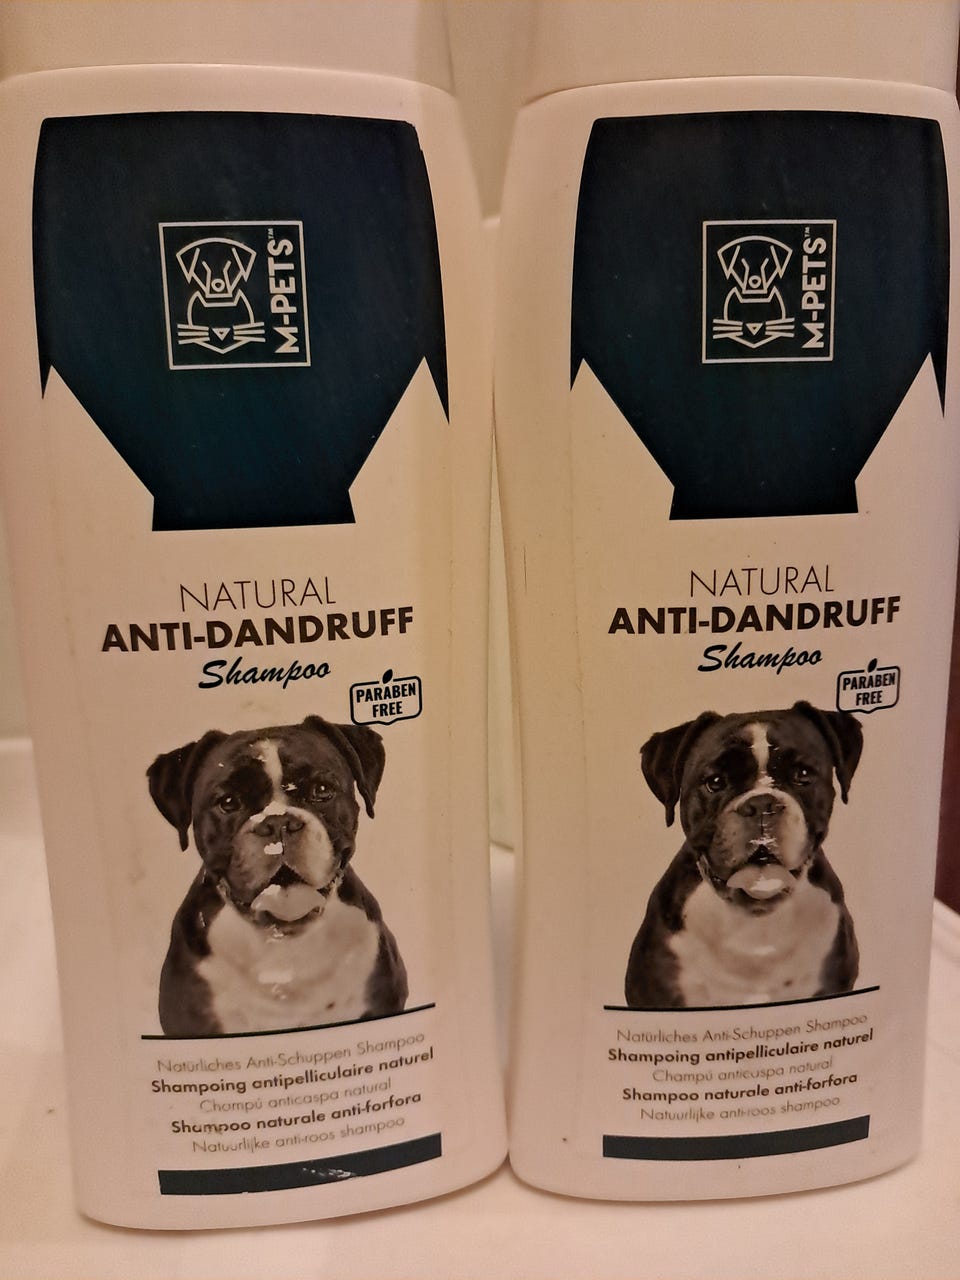 M-PETS™
NATURAL
ANTI-DANDRUFF
Shampoo
PARABEN
FREE
Natürliches Anti-Schuppen Shampoo
Shampoing antipelliculaire naturel
Champú anticaspa natural
Shampoo naturale anti-forfora
Natuurlijke anti-roos shampoo
M-PETS™
NATURAL
ANTI-DANDRUFF
Shampoo
PARABEN
FREE
Natürliches Anti-Schuppen Shampoo
Shampoing antipelliculaire naturel
Champú anticaspa natural
Shampoo naturale anti-forfora
Natuurlijke anti-roos shampoo